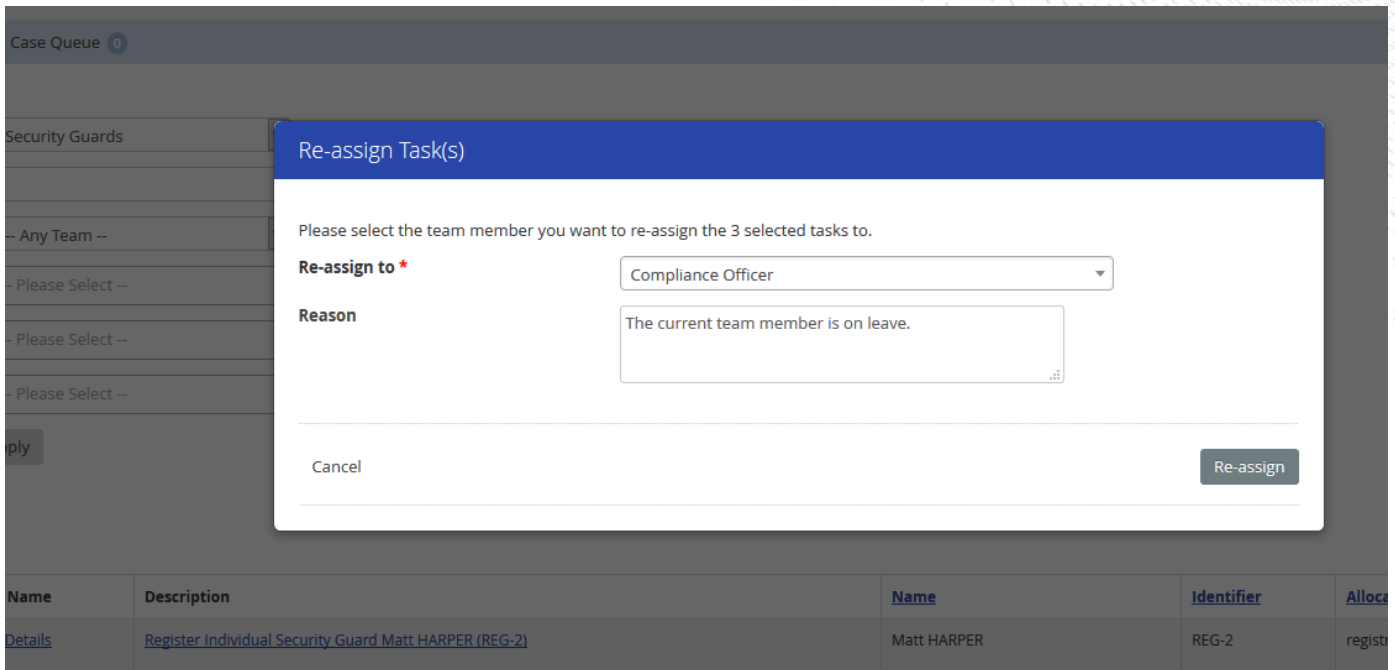 Case Queue 0
Security Guards
Re-assign Task(s)
-- Any Team --
Please select the team member you want to re-assign the 3 selected tasks to.
Re-assign to *
Compliance Officer
- Please Select --
Reason
The current team member is on leave.
- Please Select --
- Please Select --
pply
Cancel
Re-assign
Name Description Name Identifier Alloca
Details Register Individual Security Guard Matt HARPER (REG-2) Matt HARPER REG-2 registr